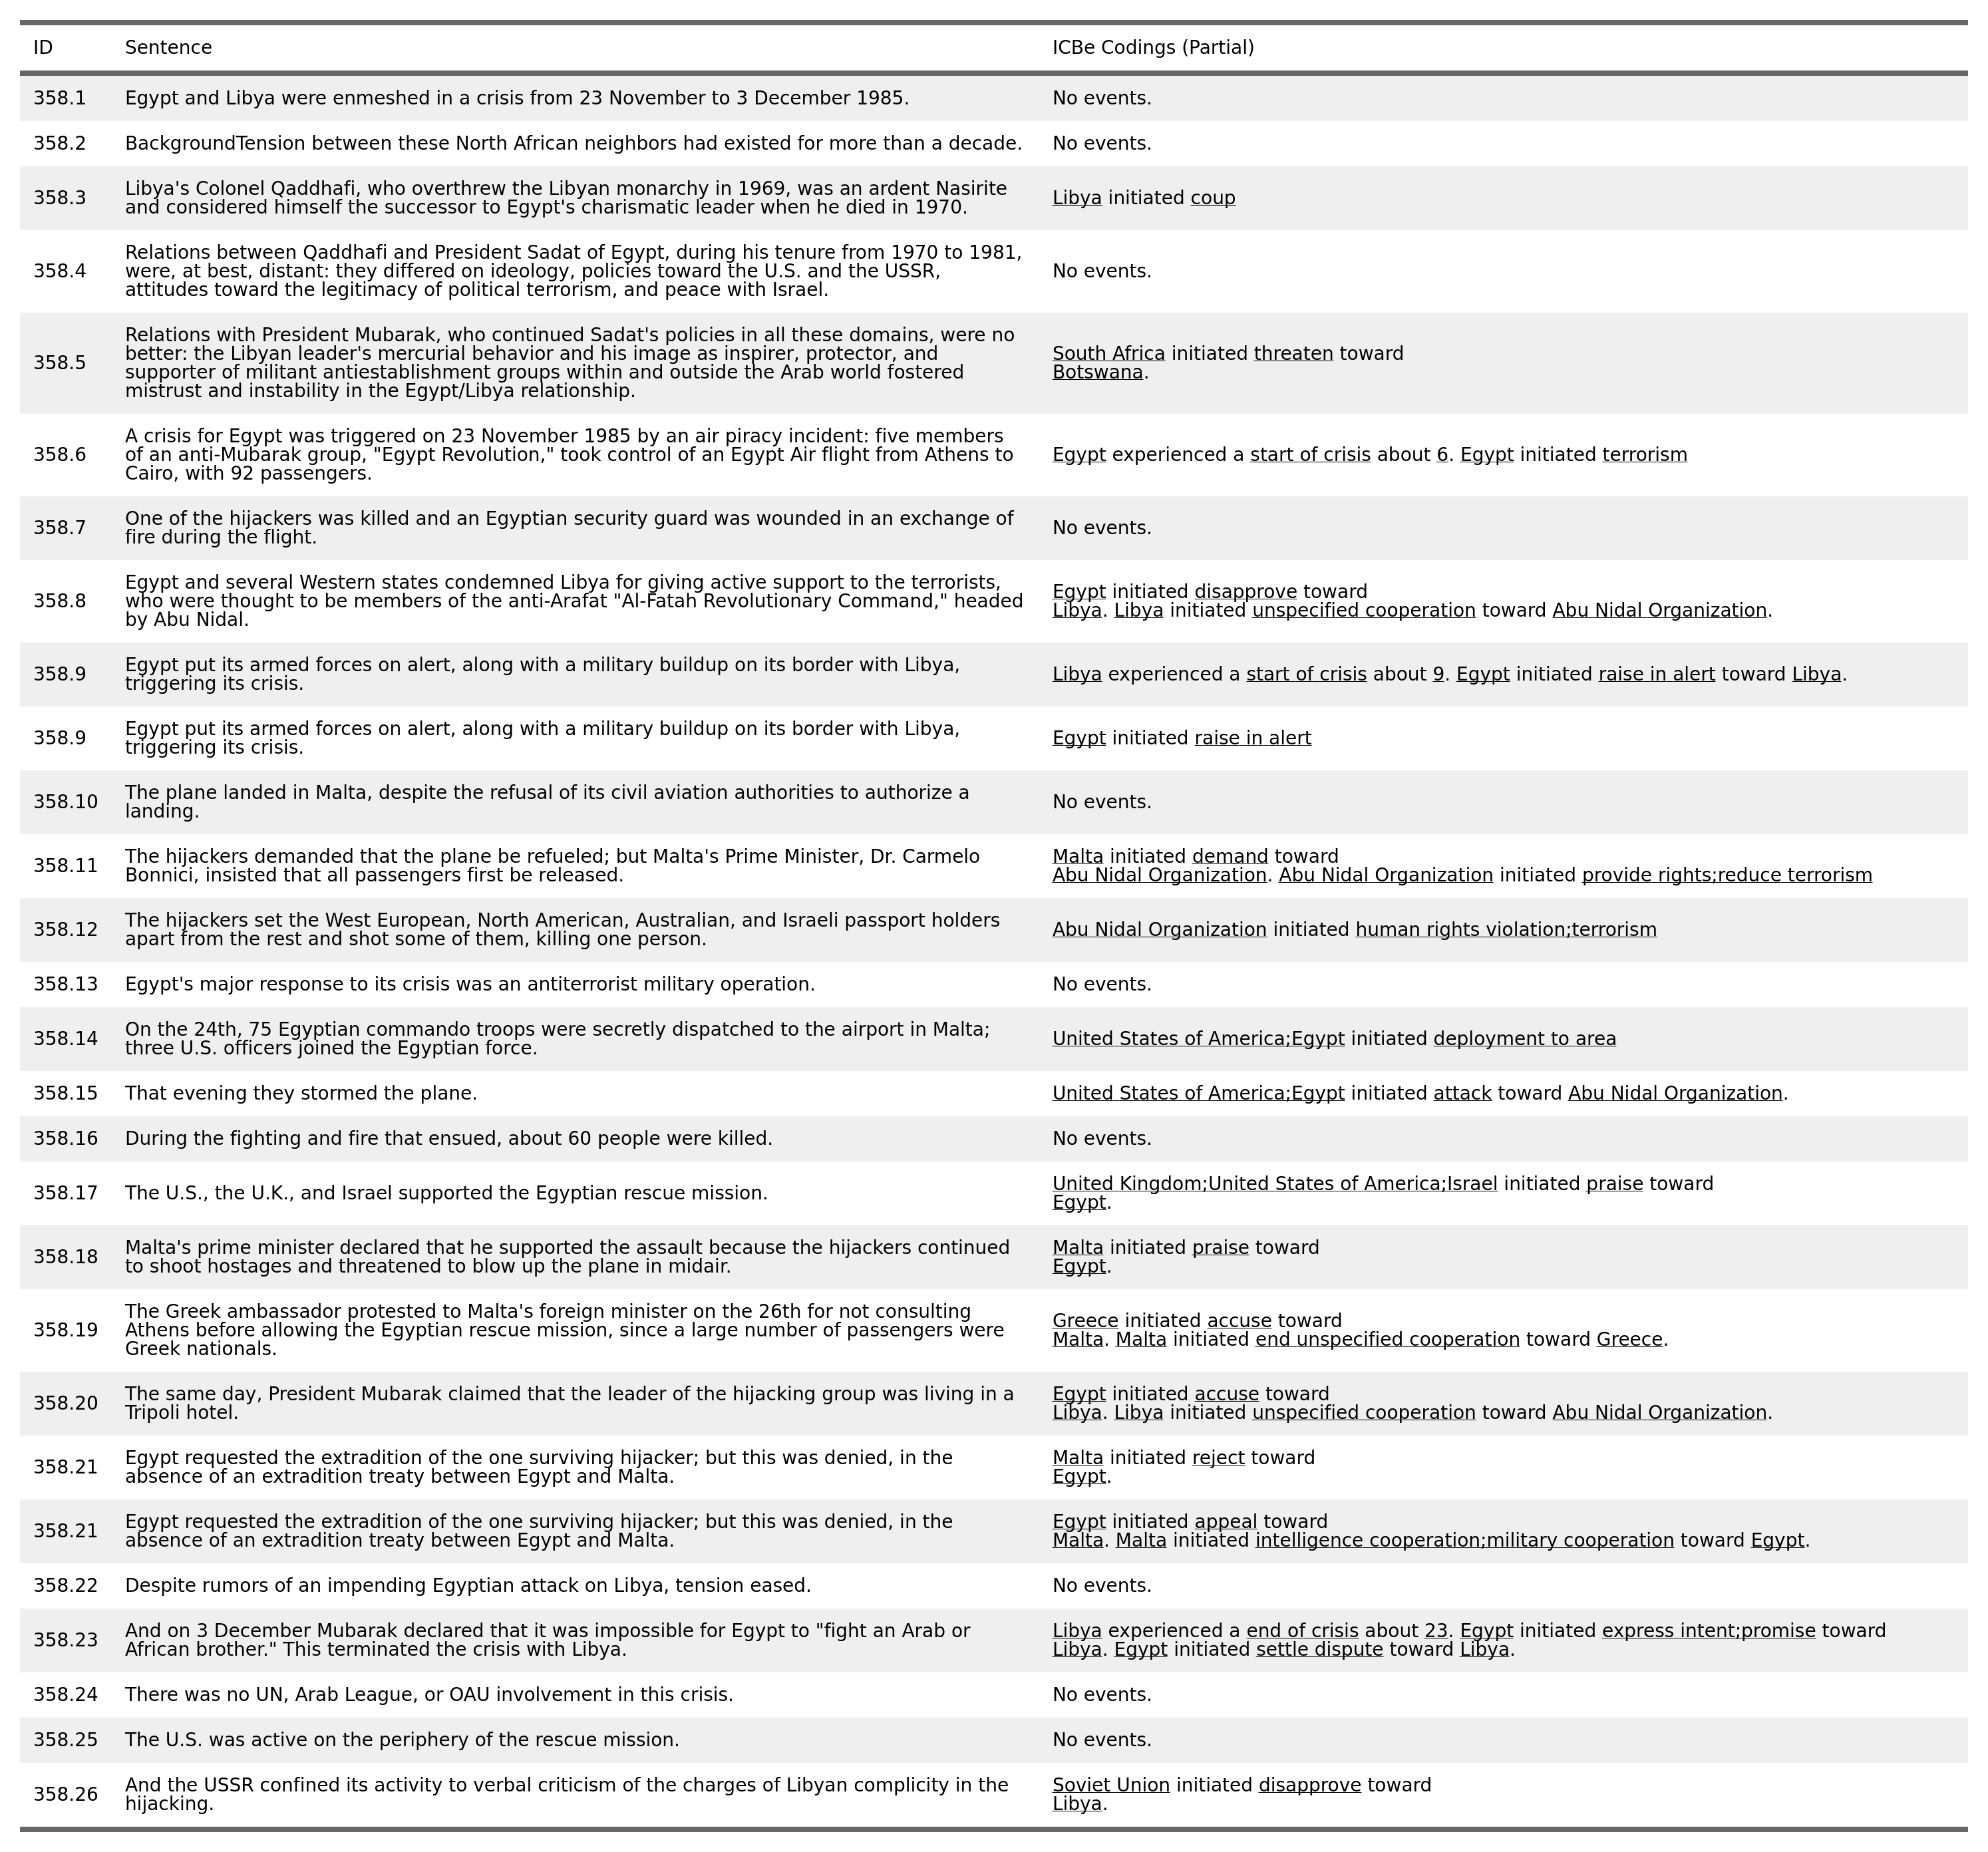 ID Sentence ICBe Codings (Partial)
358.1 Egypt and Libya were enmeshed in a crisis from 23 November to 3 December 1985. No events.
358.2 BackgroundTension between these North African neighbors had existed for more than a decade. No events.
358.3 Libya's Colonel Qaddhafi, who overthrew the Libyan monarchy in 1969, was an ardent Nasirite
and considered himself the successor to Egypt's charismatic leader when he died in 1970.
Libya initiated coup
358.4 Relations between Qaddhafi and President Sadat of Egypt, during his tenure from 1970 to 1981,
were, at best, distant: they differed on ideology, policies toward the U.S. and the USSR,
attitudes toward the legitimacy of political terrorism, and peace with Israel.
No events.
358.5 Relations with President Mubarak, who continued Sadat's policies in all these domains, were no
better: the Libyan leader's mercurial behavior and his image as inspirer, protector, and
supporter of militant antiestablishment groups within and outside the Arab world fostered
mistrust and instability in the Egypt/Libya relationship.
South Africa initiated threaten toward
Botswana.
358.6 A crisis for Egypt was triggered on 23 November 1985 by an air piracy incident: five members
of an anti-Mubarak group, "Egypt Revolution," took control of an Egypt Air flight from Athens to
Cairo, with 92 passengers.
Egypt experienced a start of crisis about 6. Egypt initiated terrorism
358.7 One of the hijackers was killed and an Egyptian security guard was wounded in an exchange of
fire during the flight.
No events.
358.8 Egypt and several Western states condemned Libya for giving active support to the terrorists,
who were thought to be members of the anti-Arafat "Al-Fatah Revolutionary Command," headed
by Abu Nidal.
Egypt initiated disapprove toward
Libya. Libya initiated unspecified cooperation toward Abu Nidal Organization.
358.9 Egypt put its armed forces on alert, along with a military buildup on its border with Libya,
triggering its crisis.
Libya experienced a start of crisis about 9. Egypt initiated raise in alert toward Libya.
358.9 Egypt put its armed forces on alert, along with a military buildup on its border with Libya,
triggering its crisis.
Egypt initiated raise in alert
358.10 The plane landed in Malta, despite the refusal of its civil aviation authorities to authorize a
landing.
No events.
358.11 The hijackers demanded that the plane be refueled; but Malta's Prime Minister, Dr. Carmelo
Bonnici, insisted that all passengers first be released.
Malta initiated demand toward
Abu Nidal Organization. Abu Nidal Organization initiated provide rights;reduce terrorism
358.12 The hijackers set the West European, North American, Australian, and Israeli passport holders
apart from the rest and shot some of them, killing one person.
Abu Nidal Organization initiated human rights violation;terrorism
358.13 Egypt's major response to its crisis was an antiterrorist military operation. No events.
358.14 On the 24th, 75 Egyptian commando troops were secretly dispatched to the airport in Malta;
three U.S. officers joined the Egyptian force.
United States of America;Egypt initiated deployment to area
358.15 That evening they stormed the plane. United States of America;Egypt initiated attack toward Abu Nidal Organization.
358.16 During the fighting and fire that ensued, about 60 people were killed. No events.
358.17 The U.S., the U.K., and Israel supported the Egyptian rescue mission.
United Kingdom;United States of America;Israel initiated praise toward
Egypt.
358.18 Malta's prime minister declared that he supported the assault because the hijackers continued
to shoot hostages and threatened to blow up the plane in midair.
Malta initiated praise toward
Egypt.
358.19 The Greek ambassador protested to Malta's foreign minister on the 26th for not consulting
Athens before allowing the Egyptian rescue mission, since a large number of passengers were
Greek nationals.
Greece initiated accuse toward
Malta. Malta initiated end unspecified cooperation toward Greece.
358.20 The same day, President Mubarak claimed that the leader of the hijacking group was living in a
Tripoli hotel.
Egypt initiated accuse toward
Libya. Libya initiated unspecified cooperation toward Abu Nidal Organization.
358.21 Egypt requested the extradition of the one surviving hijacker; but this was denied, in the
absence of an extradition treaty between Egypt and Malta.
Malta initiated reject toward
Egypt.
358.21 Egypt requested the extradition of the one surviving hijacker; but this was denied, in the
absence of an extradition treaty between Egypt and Malta.
Egypt initiated appeal toward
Malta. Malta initiated intelligence cooperation;military cooperation toward Egypt.
358.22 Despite rumors of an impending Egyptian attack on Libya, tension eased. No events.
358.23 And on 3 December Mubarak declared that it was impossible for Egypt to "fight an Arab or
African brother." This terminated the crisis with Libya.
Libya experienced a end of crisis about 23. Egypt initiated express intent;promise toward
Libya. Egypt initiated settle dispute toward Libya.
358.24 There was no UN, Arab League, or OAU involvement in this crisis. No events.
358.25 The U.S. was active on the periphery of the rescue mission. No events.
358.26 And the USSR confined its activity to verbal criticism of the charges of Libyan complicity in the
hijacking.
Soviet Union initiated disapprove toward
Libya.